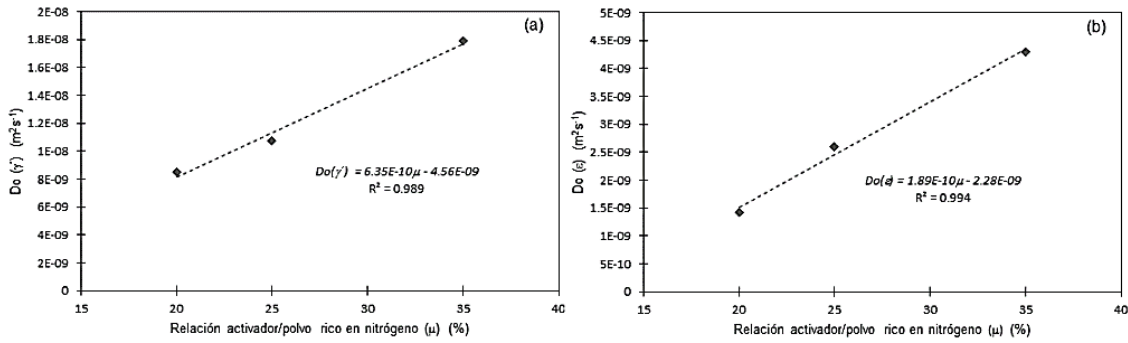 (a)
2E-08
1.8E-08
1.6E-08
1.4E-08
1.2E-08
1E-08
8E-09
6E-09
4E-09
2E-09
0
15 20 25 30 35 40
Do (γ´) (m²s⁻¹)
Do(γ´) = 6.35E-10μ - 4.56E-09
R² = 0.989
Relación activador/polvo rico en nitrógeno (μ) (%)
(b)
5E-09
4.5E-09
4E-09
3.5E-09
3E-09
2.5E-09
2E-09
1.5E-09
1E-09
5E-10
0
15 20 25 30 35 40
Do (ε) (m²s⁻¹)
Do(ε) = 1.89E-10μ - 2.28E-09
R² = 0.994
Relación activador/polvo rico en nitrógeno (μ) (%)